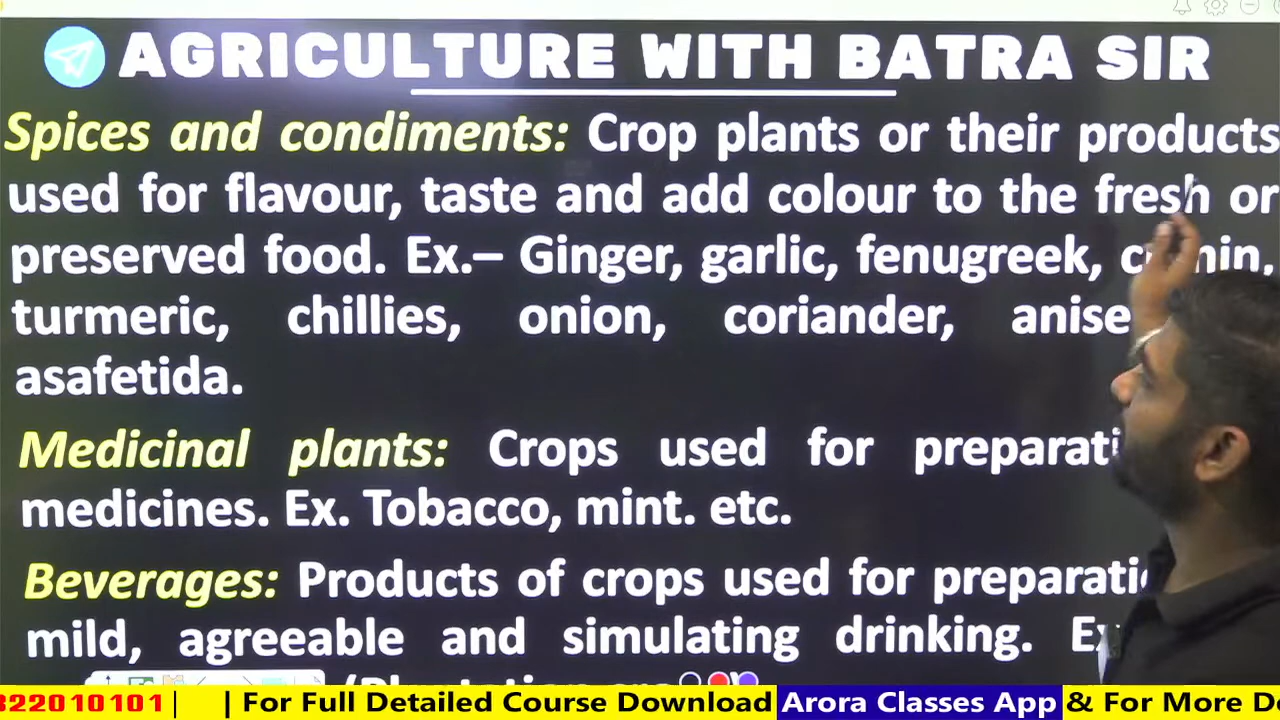 AGRICULTURE WITH BATRA SIR
Spices and condiments: Crop plants or their products
used for flavour, taste and add colour to the fresh or
preserved food. Ex.– Ginger, garlic, fenugreek,
turmeric, chillies, onion, coriander,
asafetida.
Medicinal plants: Crops used for
medicines. Ex. Tobacco, mint. etc.
Beverages: Products of crops used for
mild, agreeable and simulating drinking.
322010101 | | For Full Detailed Course Download Arora Classes App & For More